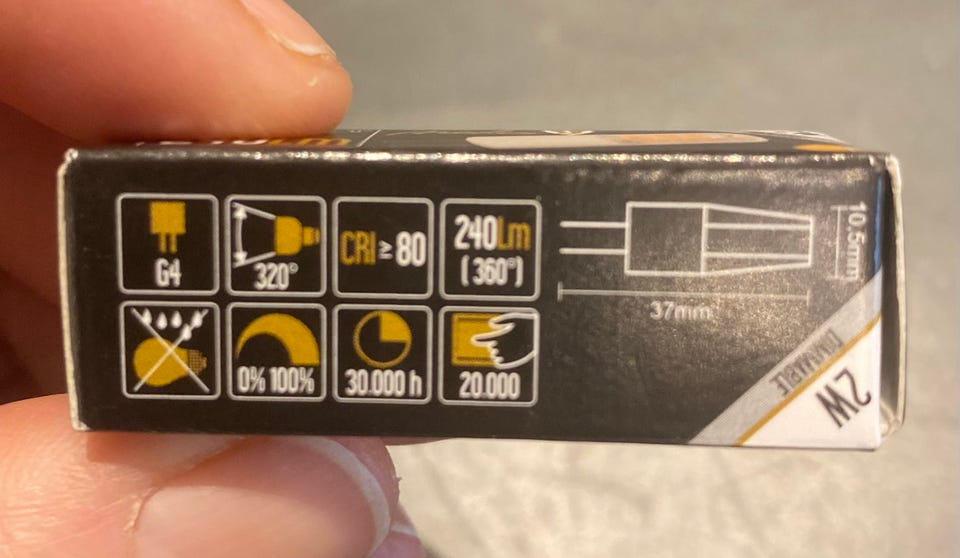 G4
320°
CRI ≥ 80
240Lm
(360°)
0% 100%
30.000 h
20.000
37mm
10.5mm
DIMMABLE
2W